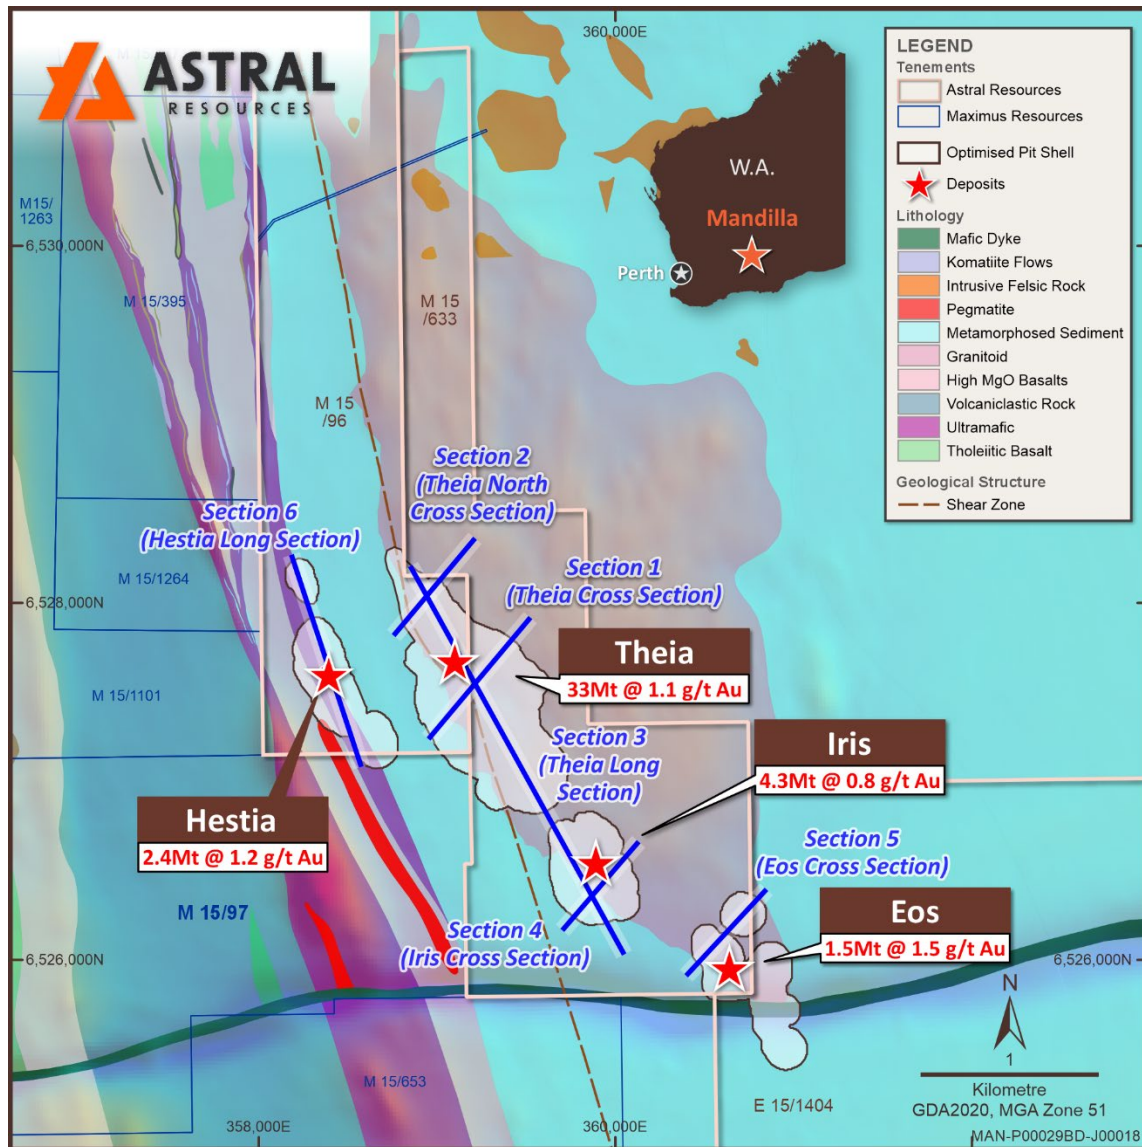 ASTRAL
RESOURCES
360,000E
LEGEND
Tenements
Astral Resources
Maximus Resources
Optimised Pit Shell
Deposits
Lithology
Mafic Dyke
Komatiite Flows
Intrusive Felsic Rock
Pegmatite
Metamorphosed Sediment
Granitoid
High MgO Basalts
Volcaniclastic Rock
Ultramafic
Tholeiitic Basalt
Geological Structure
Shear Zone
W.A.
Mandilla
Perth
M15/
1263
6,530,000N
M 15/395
M 15
/633
M 15
/96
Section 2
(Theia North
Cross Section)
Section 6
(Hestia Long Section)
Section 1
(Theia Cross Section)
M 15/1264
6,528,000N
Theia
33Mt @ 1.1 g/t Au
M 15/1101
Section 3
(Theia Long
Section)
Iris
4.3Mt @ 0.8 g/t Au
Hestia
2.4Mt @ 1.2 g/t Au
Section 5
(Eos Cross Section)
M 15/97
Section 4
(Iris Cross Section)
Eos
1.5Mt @ 1.5 g/t Au
6,526,000N
6,526,000N
N
1
Kilometre
GDA2020, MGA Zone 51
M 15/653
E 15/1404
358,000E
360,000E
MAN-P00029BD-J00018